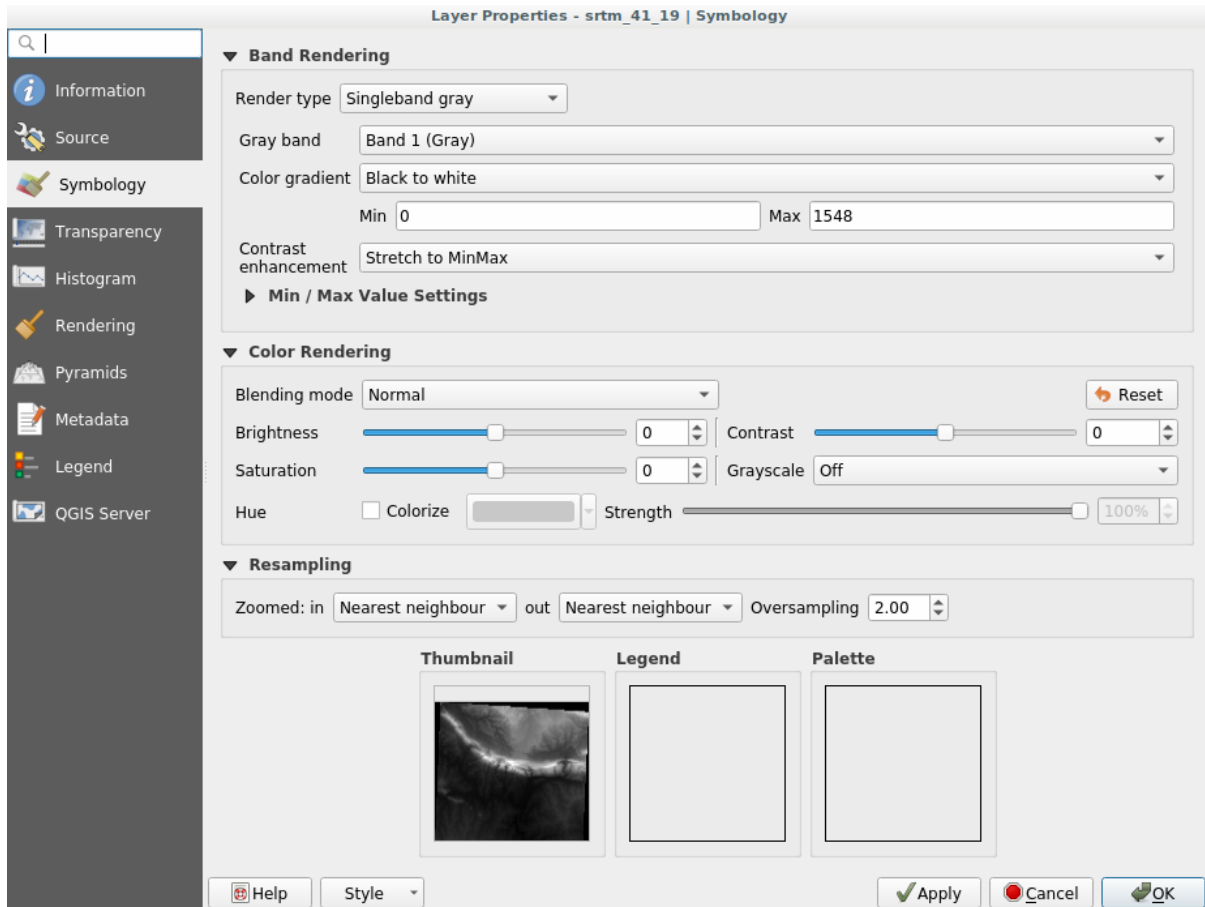 Layer Properties - srtm_41_19 | Symbology
Information
Source
Symbology
Transparency
Histogram
Rendering
Pyramids
Metadata
Legend
QGIS Server
Band Rendering
Render type Singleband gray
Gray band Band 1 (Gray)
Color gradient Black to white
Min 0 Max 1548
Contrast
enhancement Stretch to MinMax
Min / Max Value Settings
Color Rendering
Blending mode Normal Reset
Brightness 0 Contrast 0
Saturation 0 Grayscale Off
Hue Colorize Strength 100%
Resampling
Zoomed: in Nearest neighbour out Nearest neighbour Oversampling 2.00
Thumbnail Legend Palette
Help Style Apply Cancel OK